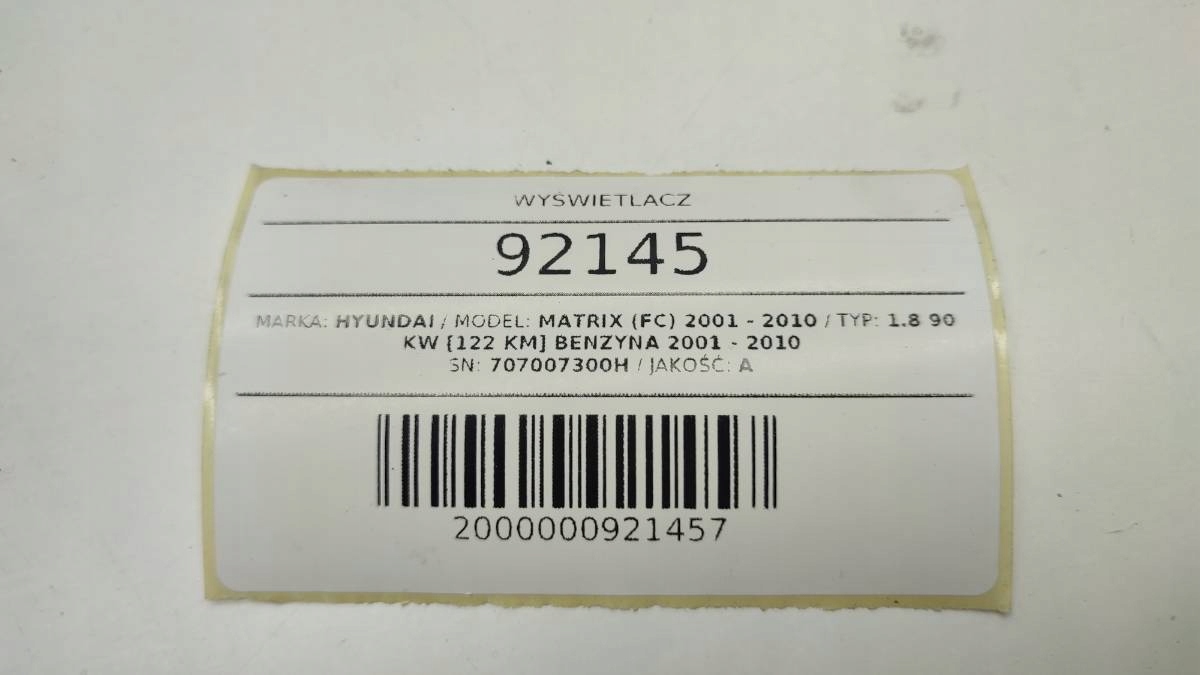 WYŚWIETLACZ
92145
MARKA: HYUNDAI / MODEL: MATRIX (FC) 2001 - 2010 / TYP: 1.8 90
KW [122 KM] BENZYNA 2001 - 2010
SN: 707007300H / JAKOŚĆ: A
2000000921457